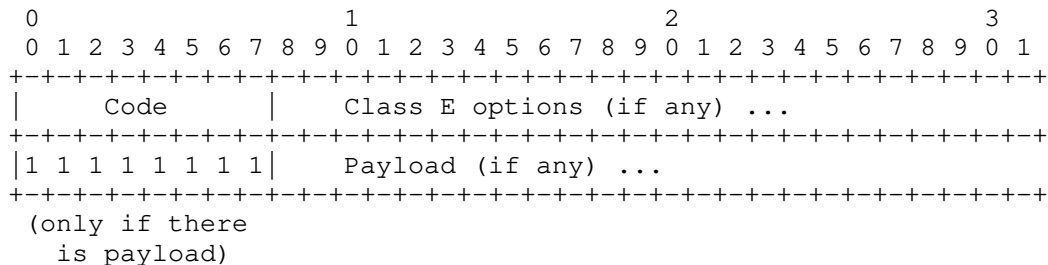 0                   1                   2                   3
 0 1 2 3 4 5 6 7 8 9 0 1 2 3 4 5 6 7 8 9 0 1 2 3 4 5 6 7 8 9 0 1
+-+-+-+-+-+-+-+-+-+-+-+-+-+-+-+-+-+-+-+-+-+-+-+-+-+-+-+-+-+-+-+-+
|     Code      |    Class E options (if any) ...
+-+-+-+-+-+-+-+-+-+-+-+-+-+-+-+-+-+-+-+-+-+-+-+-+-+-+-+-+-+-+-+-+
|1 1 1 1 1 1 1 1|    Payload (if any) ...
+-+-+-+-+-+-+-+-+-+-+-+-+-+-+-+-+-+-+-+-+-+-+-+-+-+-+-+-+-+-+-+-+
 (only if there
   is payload)